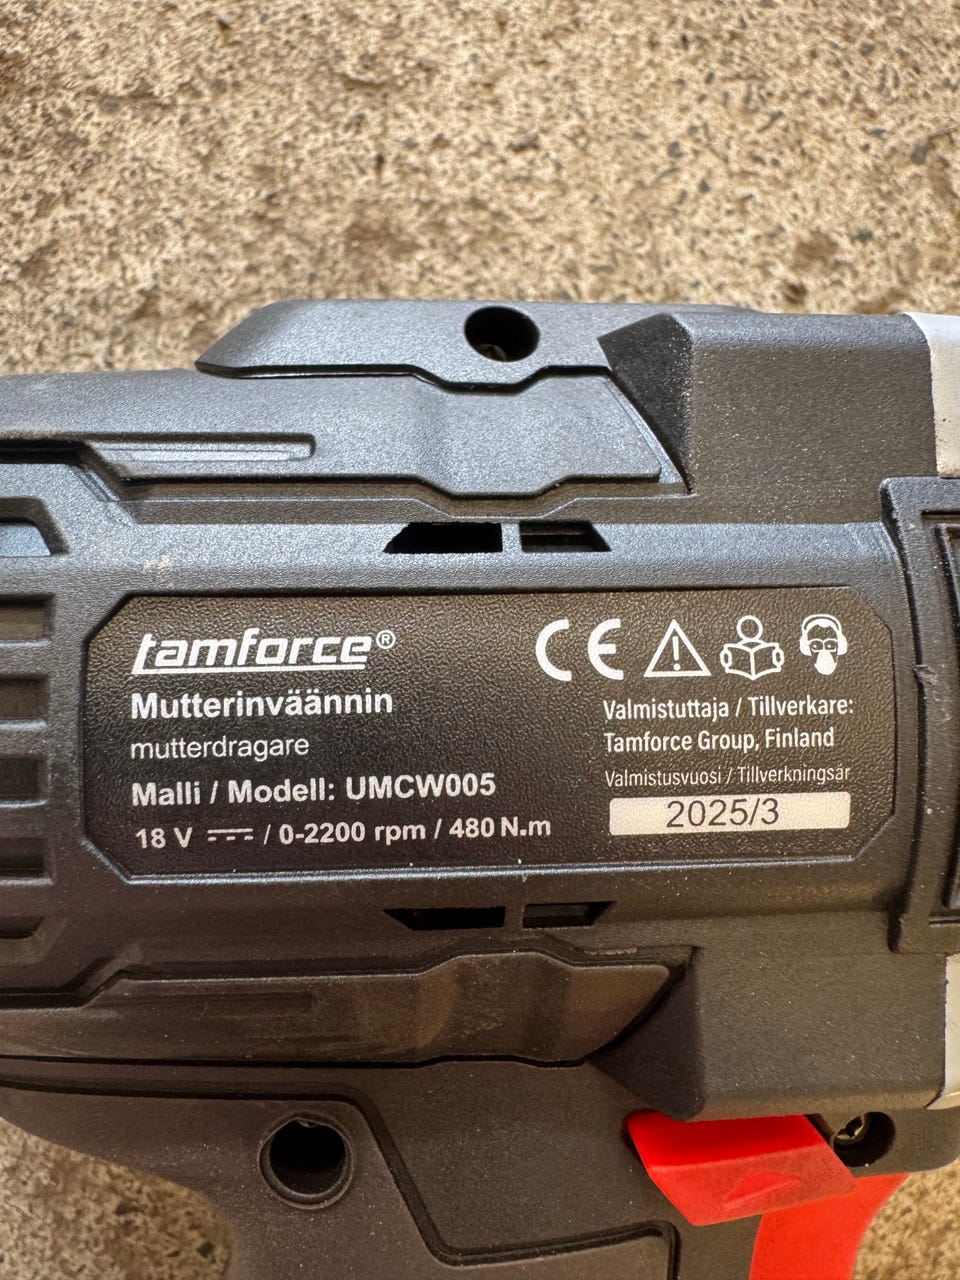 tamforce®
Mutterinväännin
mutterdragare
Malli / Modell: UMCW005
18 V ⎓ / 0-2200 rpm / 480 N.m
CE
Valmistuttaja / Tillverkare:
Tamforce Group, Finland
Valmistusvuosi / Tillverkningsår
2025/3